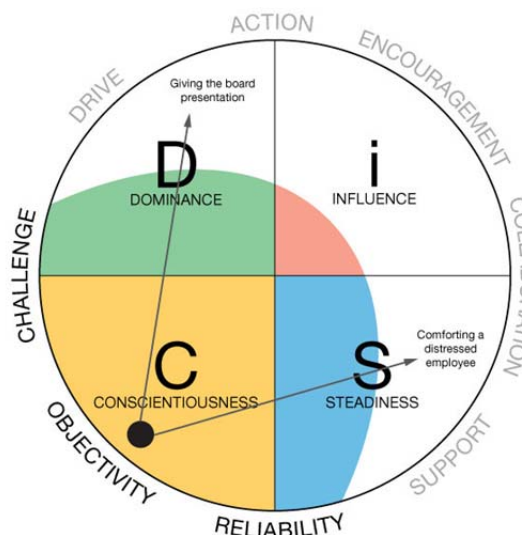 ACTION
DRIVE
ENCOURAGEMENT
Giving the board
presentation
D
DOMINANCE
i
INFLUENCE
CHALLENGE
C
CONSCIENTIOUSNESS
S
STEADINESS
Comforting a
distressed
employee
OBJECTIVITY
SUPPORT
RELIABILITY